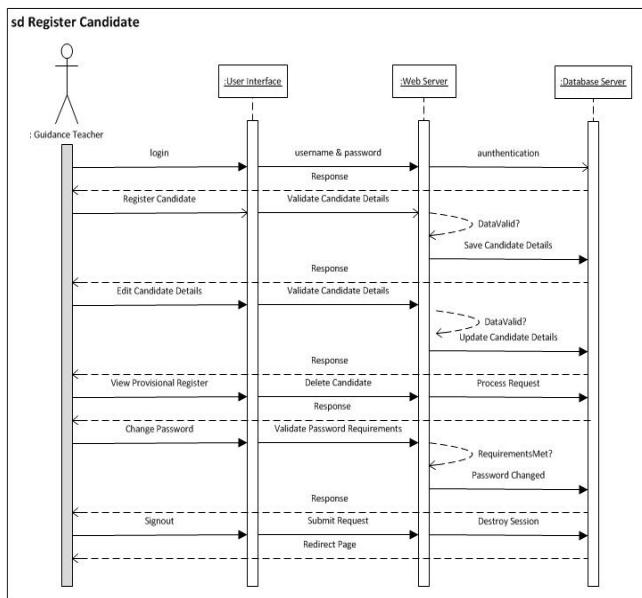 sd Register Candidate
:User Interface
:Web Server
:Database Server
: Guidance Teacher
login
username & password
aunthentication
Response
Register Candidate
Validate Candidate Details
DataValid?
Save Candidate Details
Response
Edit Candidate Details
Validate Candidate Details
DataValid?
Update Candidate Details
Response
View Provisional Register
Delete Candidate
Process Request
Response
Change Password
Validate Password Requirements
RequirementsMet?
Password Changed
Response
Signout
Submit Request
Destroy Session
Redirect Page